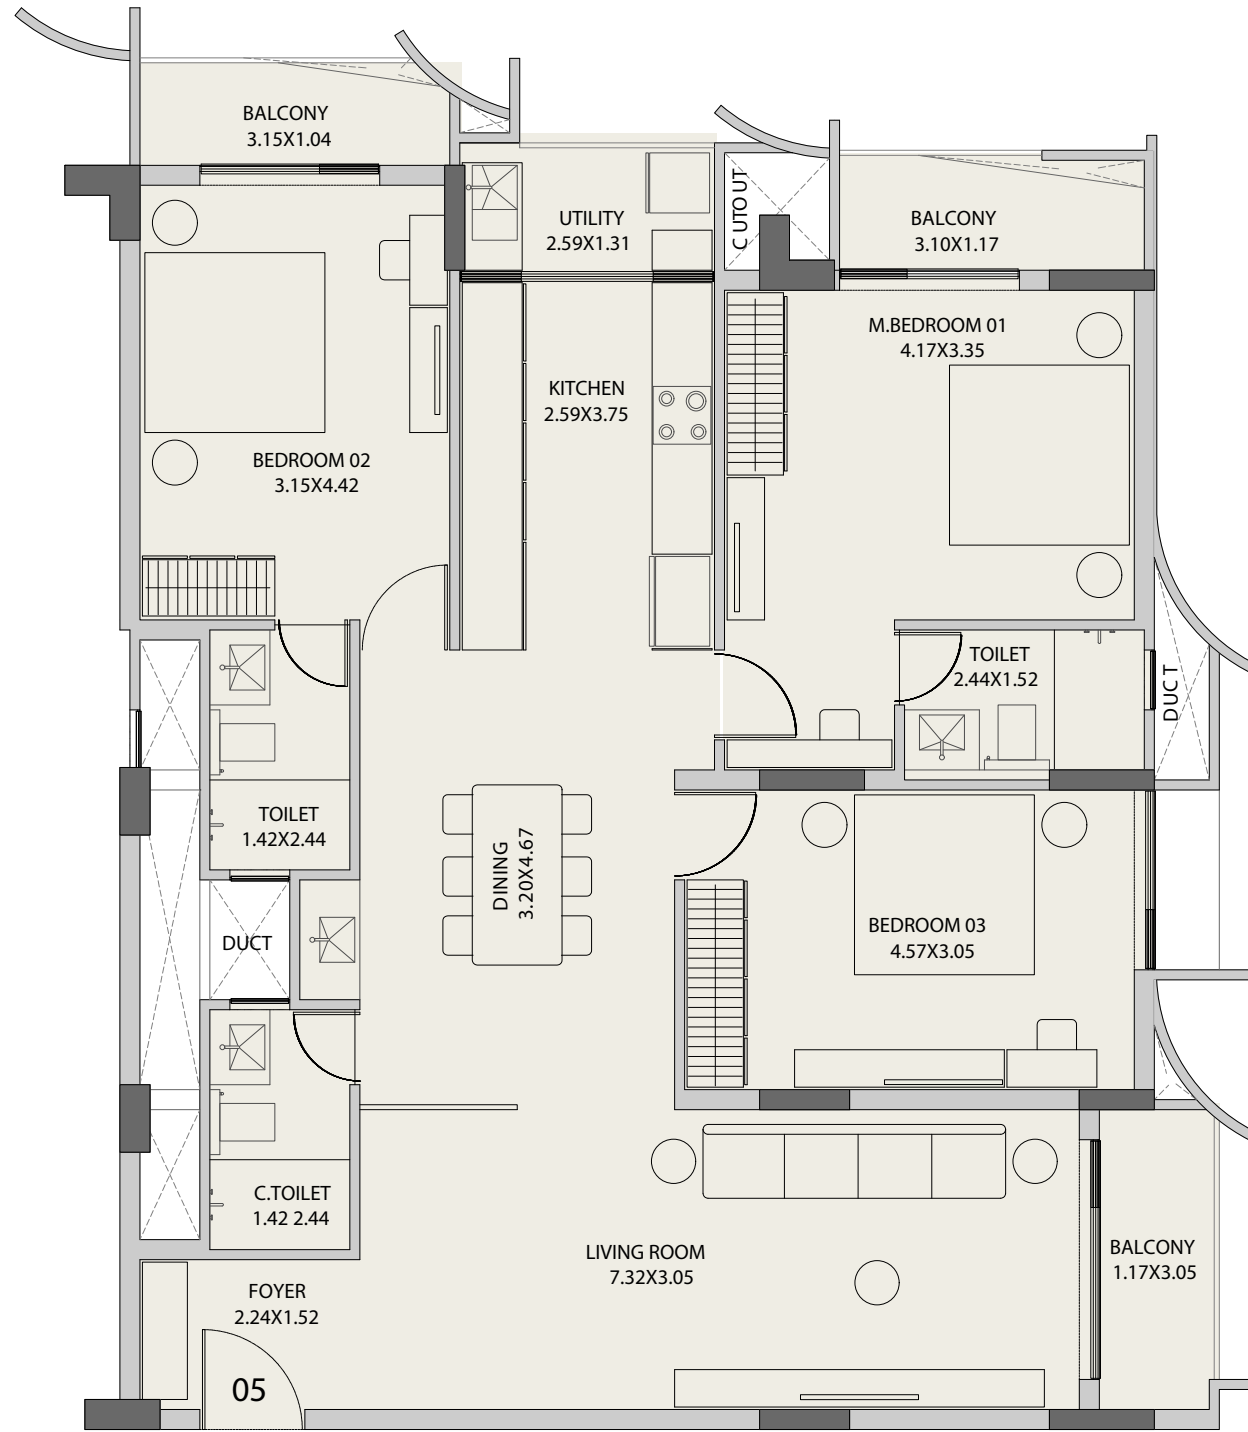 BALCONY
3.15X1.04
UTILITY
2.59X1.31
C UTO UT
BALCONY
3.10X1.17
M.BEDROOM 01
4.17X3.35
KITCHEN
2.59X3.75
BEDROOM 02
3.15X4.42
TOILET
2.44X1.52
DUC T
TOILET
1.42X2.44
DINING
3.20X4.67
BEDROOM 03
4.57X3.05
DUCT
C.TOILET
1.42 2.44
LIVING ROOM
7.32X3.05
BALCONY
1.17X3.05
FOYER
2.24X1.52
05